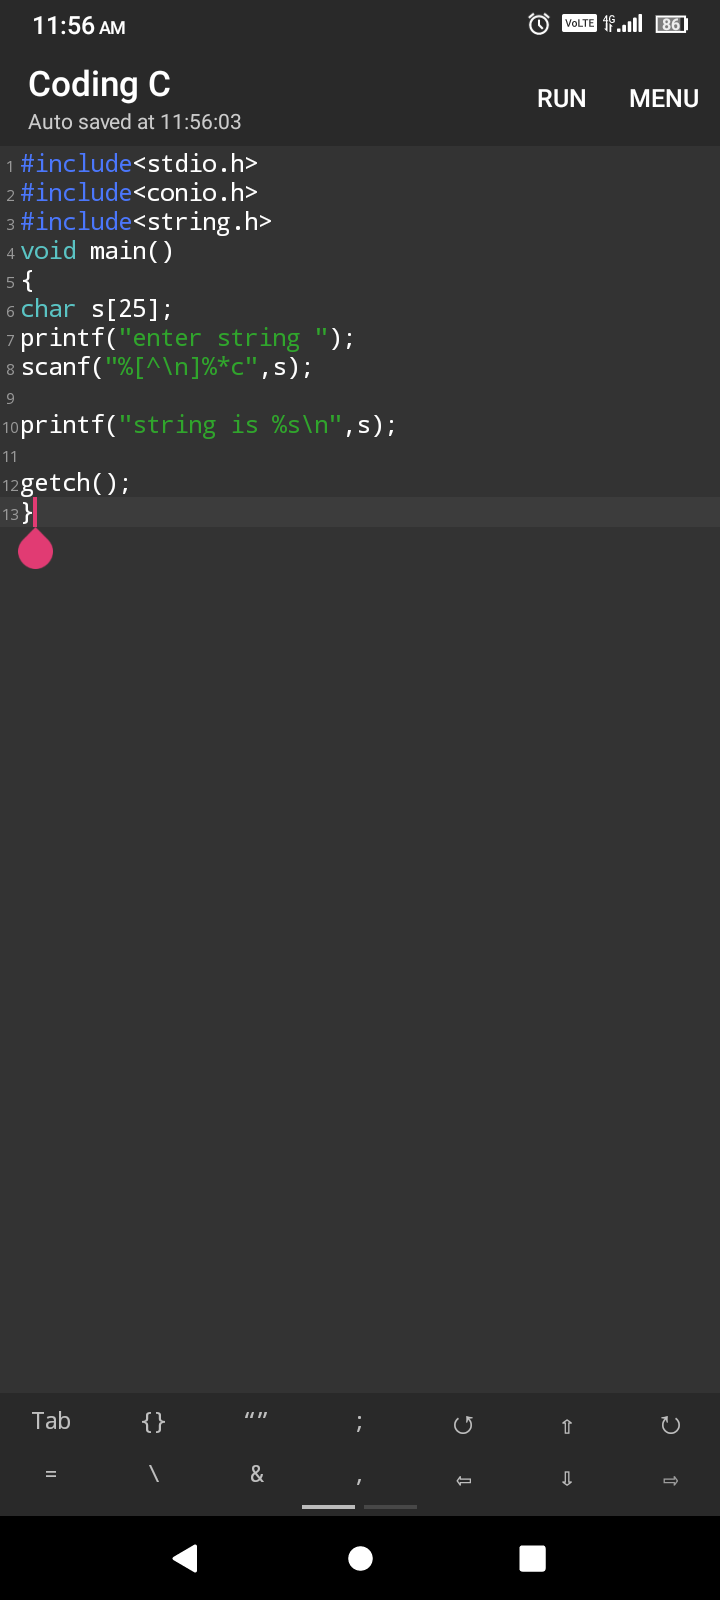 11:56 AM VoLTE 4G 86
Coding C
RUN MENU
Auto saved at 11:56:03
1 #include<stdio.h>
2 #include<conio.h>
3 #include<string.h>
4 void main()
5 {
6 char s[25];
7 printf("enter string ");
8 scanf("%[^\n]%*c",s);
9
10 printf("string is %s\n",s);
11
12 getch();
13 }
Tab {} “” ; ↺ ⇧ ↻
= \ & , ⇦ ⇩ ⇨